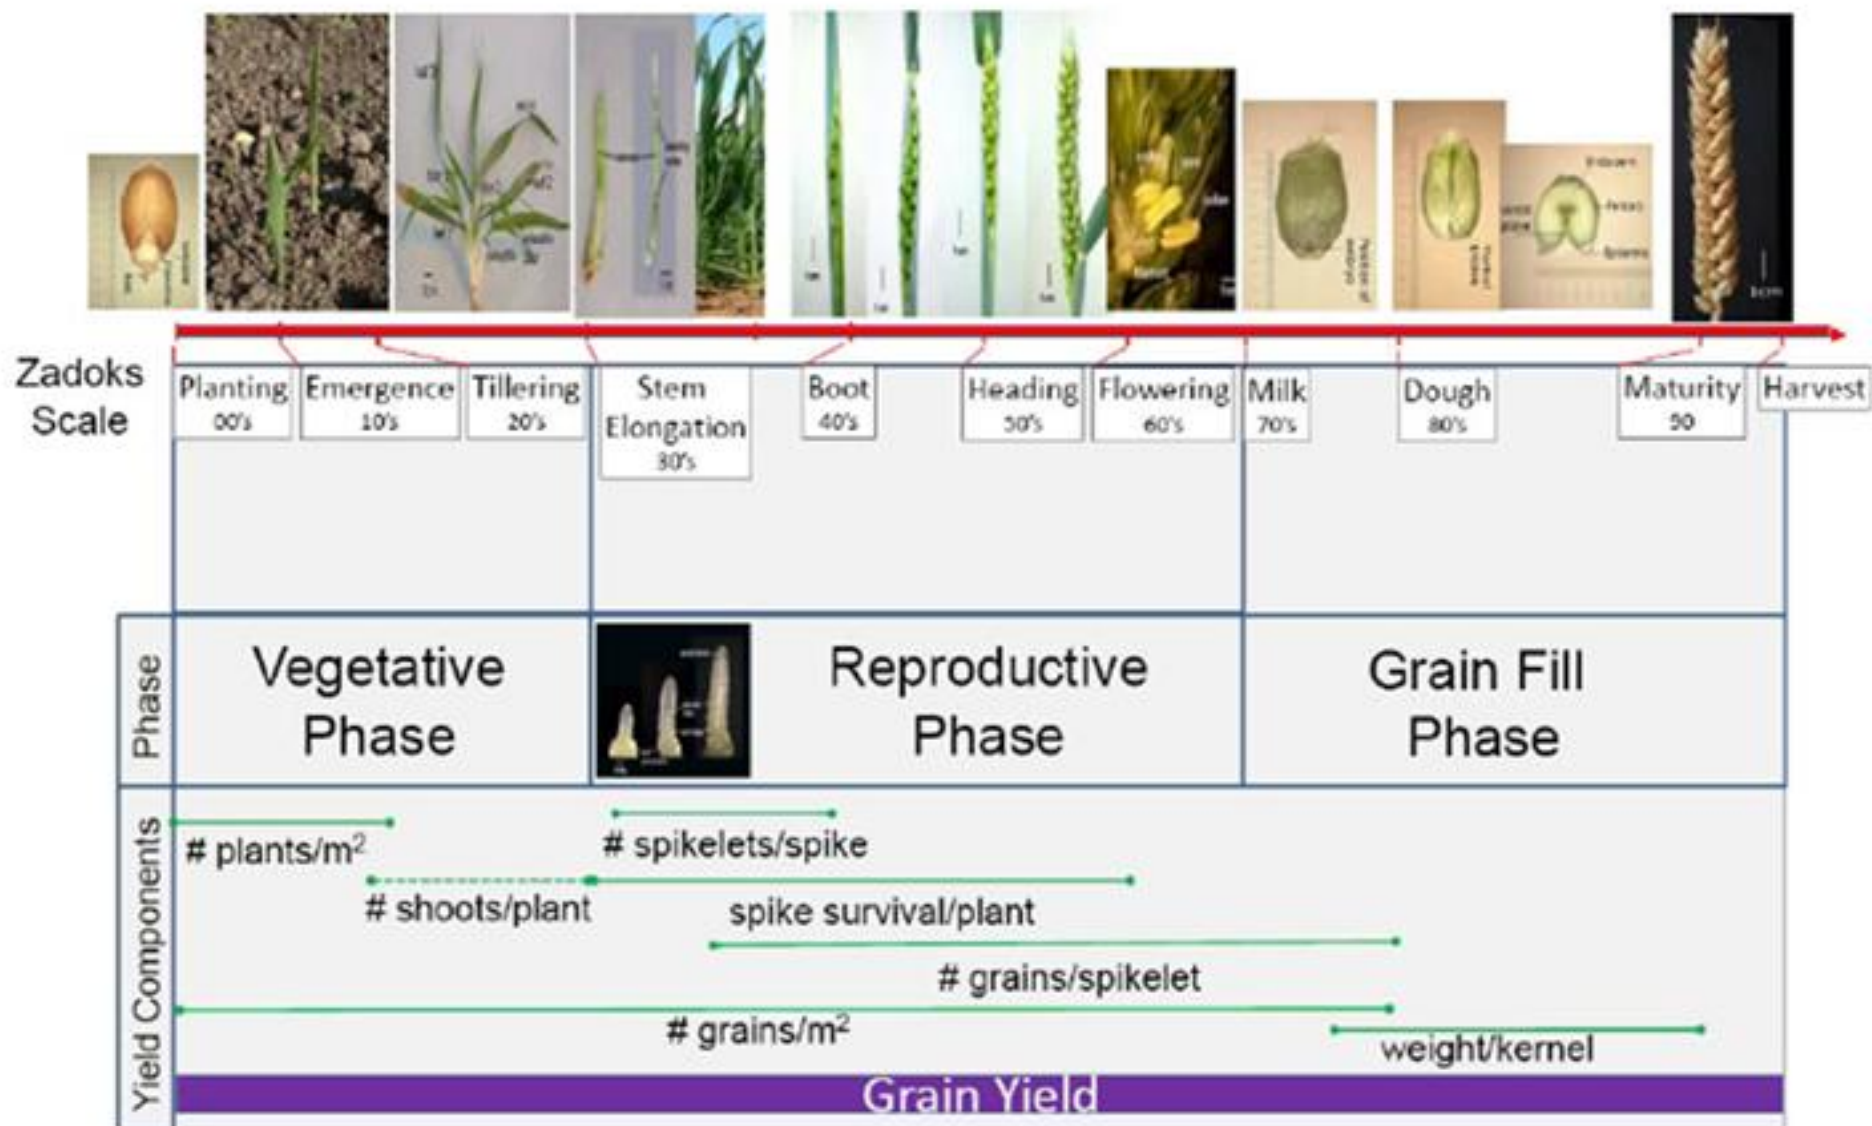 Zadoks
Scale
Planting
00's
Emergence
10's
Tillering
20's
Stem
Elongation
30's
Boot
40's
Heading
50's
Flowering
60's
Milk
70's
Dough
80's
Maturity
90
Harvest
Phase
Vegetative
Phase
Reproductive
Phase
Grain Fill
Phase
Yield Components
# plants/m²
# spikelets/spike
# shoots/plant
spike survival/plant
# grains/spikelet
# grains/m²
weight/kernel
Grain Yield
1cm